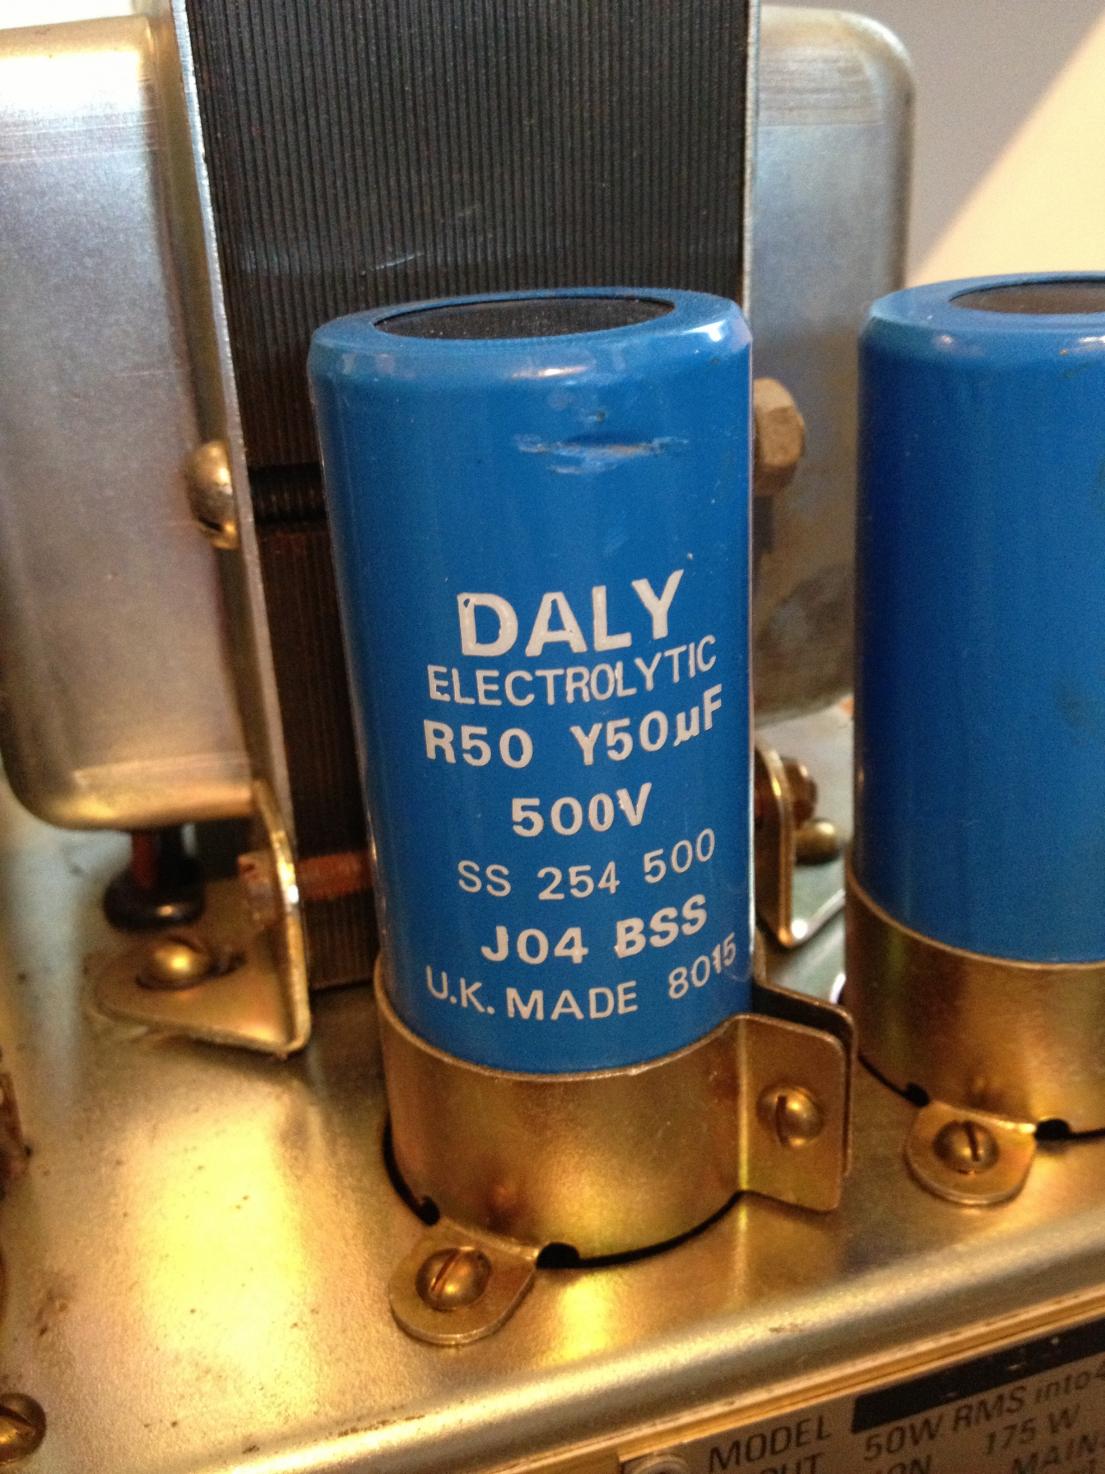 DALY
ELECTROLYTIC
R50 Y50µF
500V
SS 254 500
J04 BSS
U.K. MADE 8015
MODEL
50W RMS into
175 W